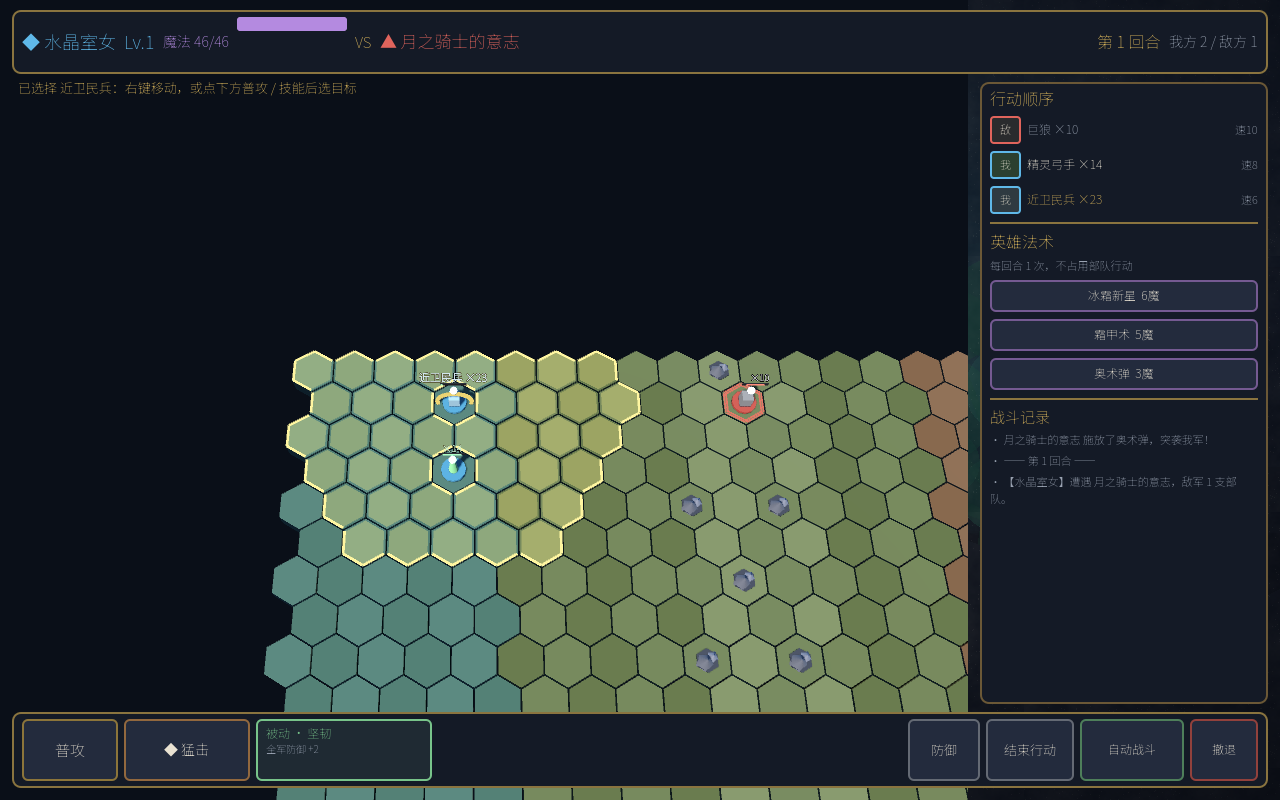 水晶室女 Lv.1 魔法 46/46 VS 月之骑士的意志 第 1 回合 我方 2 / 敌方 1
已选择 近卫民兵: 右键移动，或点下方普攻 / 技能后选目标
行动顺序
敌 巨狼 ×10 速10
我 精灵弓手 ×14 速8
我 近卫民兵 ×23 速6
英雄法术
每回合 1 次，不占用部队行动
冰霜新星 6魔
霜甲术 5魔
奥术弹 3魔
战斗记录
· 月之骑士的意志 施放了奥术弹，突袭我军！
· —— 第 1 回合 ——
· 【水晶室女】遭遇 月之骑士的意志，敌军 1 支部
队。
近卫民兵 ×23
×10
普攻
猛击
被动 · 坚韧
全军防御 +2
防御
结束行动
自动战斗
撤退